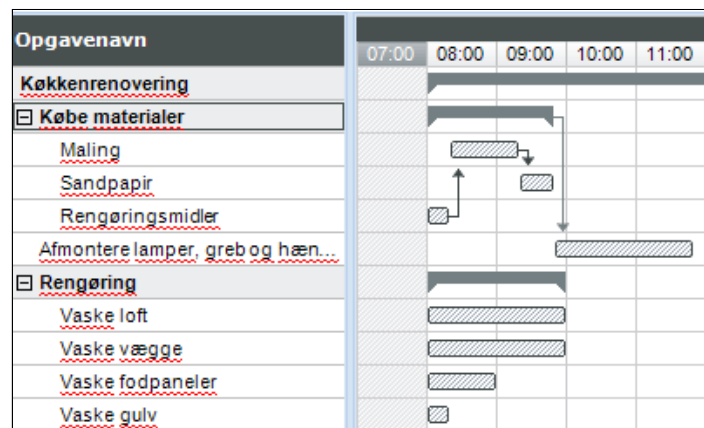 Opgavenavn
07:00 08:00 09:00 10:00 11:00
Køkkenrenovering
Købe materialer
Maling
Sandpapir
Rengøringsmidler
Afmontere lamper, greb og hæn...
Rengøring
Vaske loft
Vaske vægge
Vaske fodpaneler
Vaske gulv